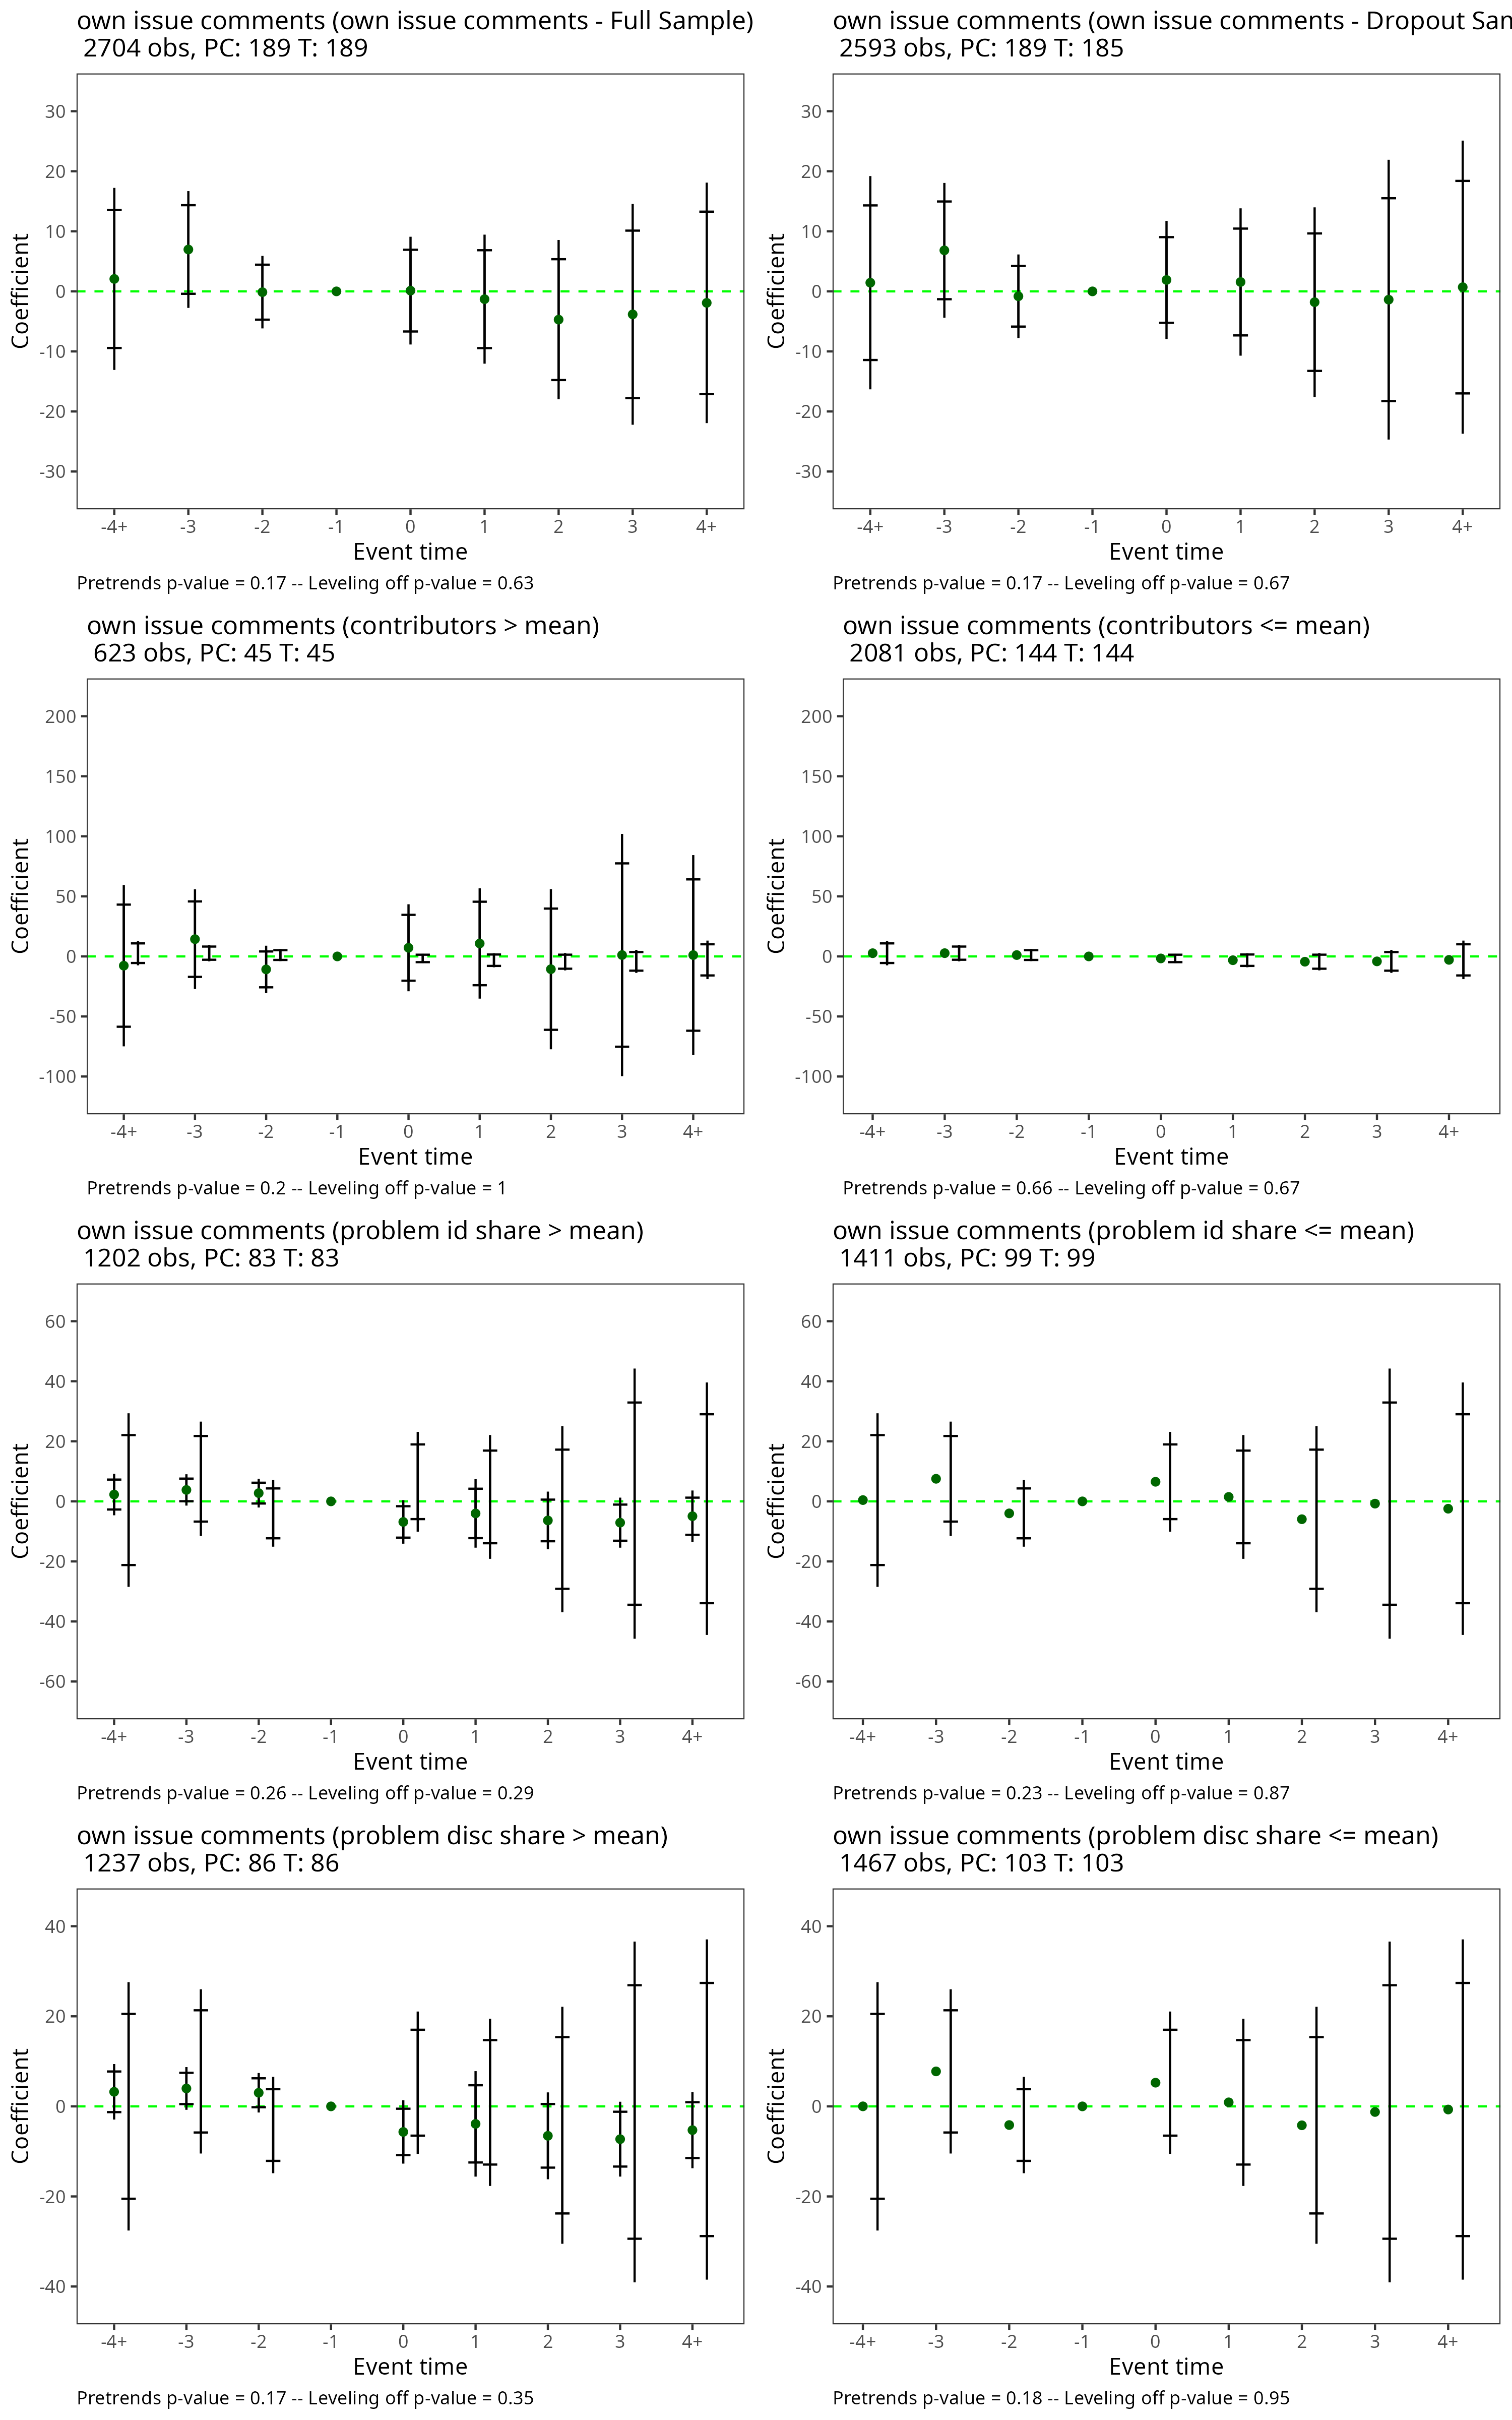 own issue comments (own issue comments - Full Sample)
2704 obs, PC: 189 T: 189
30
20
10
0
-10
-20
-30
Coefficient
-4+ -3 -2 -1 0 1 2 3 4+
Event time
Pretrends p-value = 0.17 -- Leveling off p-value = 0.63
own issue comments (own issue comments - Dropout Sam
2593 obs, PC: 189 T: 185
30
20
10
0
-10
-20
-30
Coefficient
-4+ -3 -2 -1 0 1 2 3 4+
Event time
Pretrends p-value = 0.17 -- Leveling off p-value = 0.67
own issue comments (contributors > mean)
623 obs, PC: 45 T: 45
200
150
100
50
0
-50
-100
Coefficient
-4+ -3 -2 -1 0 1 2 3 4+
Event time
Pretrends p-value = 0.2 -- Leveling off p-value = 1
own issue comments (contributors <= mean)
2081 obs, PC: 144 T: 144
200
150
100
50
0
-50
-100
Coefficient
-4+ -3 -2 -1 0 1 2 3 4+
Event time
Pretrends p-value = 0.66 -- Leveling off p-value = 0.67
own issue comments (problem id share > mean)
1202 obs, PC: 83 T: 83
60
40
20
0
-20
-40
-60
Coefficient
-4+ -3 -2 -1 0 1 2 3 4+
Event time
Pretrends p-value = 0.26 -- Leveling off p-value = 0.29
own issue comments (problem id share <= mean)
1411 obs, PC: 99 T: 99
60
40
20
0
-20
-40
-60
Coefficient
-4+ -3 -2 -1 0 1 2 3 4+
Event time
Pretrends p-value = 0.23 -- Leveling off p-value = 0.87
own issue comments (problem disc share > mean)
1237 obs, PC: 86 T: 86
40
20
0
-20
-40
Coefficient
-4+ -3 -2 -1 0 1 2 3 4+
Event time
Pretrends p-value = 0.17 -- Leveling off p-value = 0.35
own issue comments (problem disc share <= mean)
1467 obs, PC: 103 T: 103
40
20
0
-20
-40
Coefficient
-4+ -3 -2 -1 0 1 2 3 4+
Event time
Pretrends p-value = 0.18 -- Leveling off p-value = 0.95